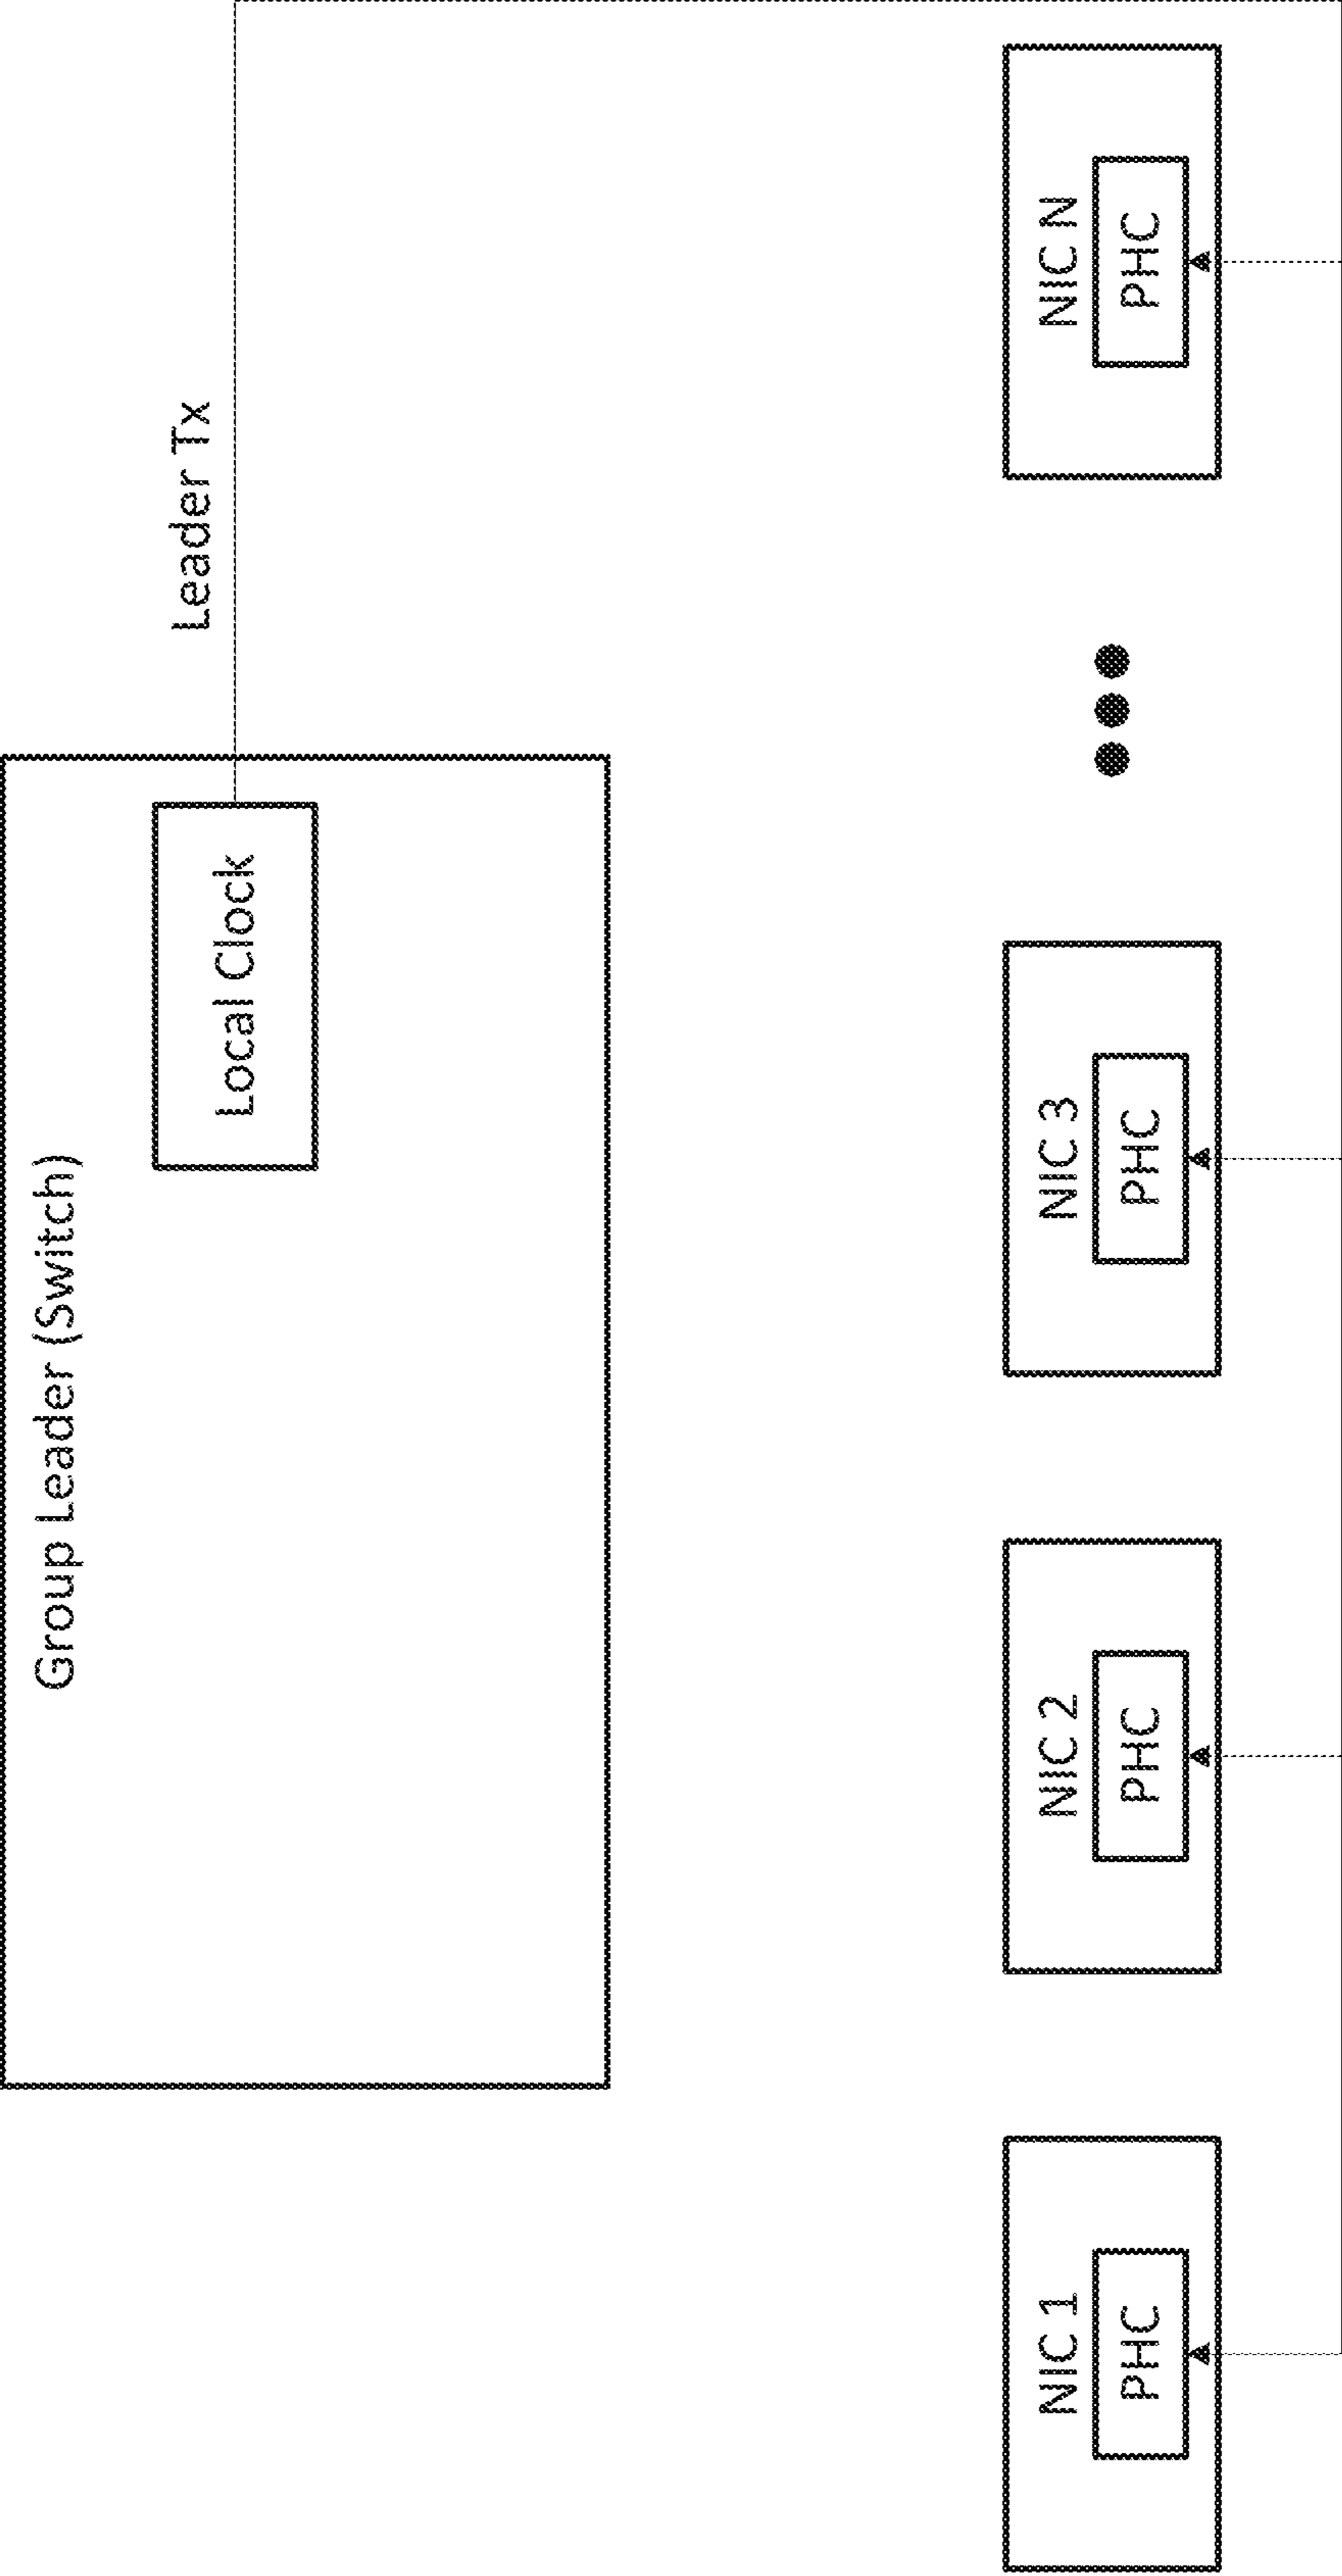 Group Leader (Switch)
Local Clock
Leader Tx
NIC 1
PHC
NIC 2
PHC
NIC 3
PHC
NIC N
PHC